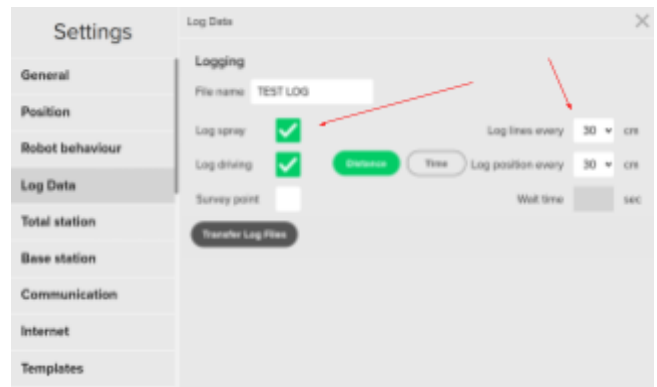 Settings
General
Position
Robot behaviour
Log Data
Total station
Base station
Communication
Internet
Templates
Log Data
Logging
File name TEST LOG
Log spray Log lines every 30 cm
Log driving Distance Time Log position every 30 cm
Survey point Wait time sec
Transfer Log Files